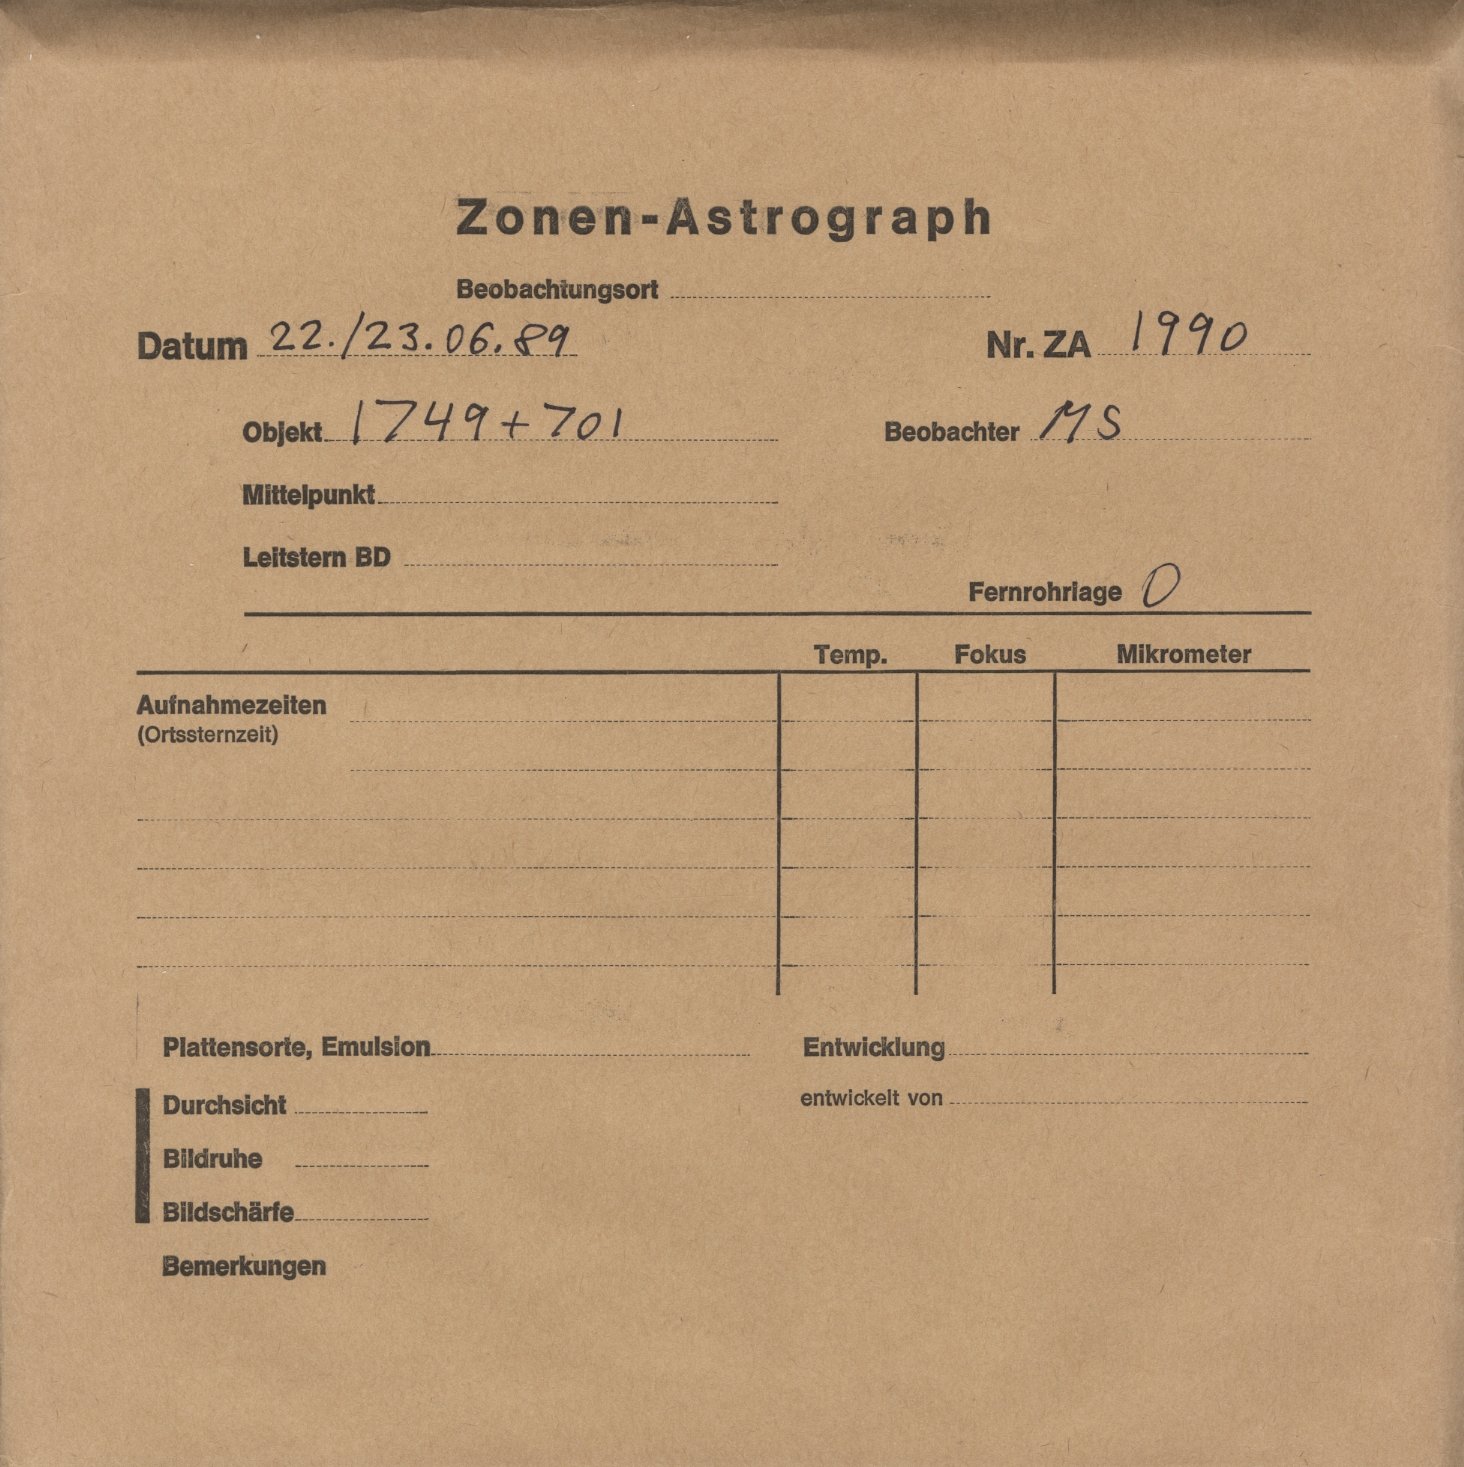 Zonen-Astrograph
Beobachtungsort
Datum 22./23.06.89 Nr. ZA 1990
Objekt 1749+701 Beobachter MS
Mittelpunkt
Leitstern BD
Fernrohrlage O
Temp. Fokus Mikrometer
Aufnahmezeiten
(Ortssternzeit)
Plattensorte, Emulsion Entwicklung
Durchsicht entwickelt von
Bildruhe
Bildschärfe
Bemerkungen